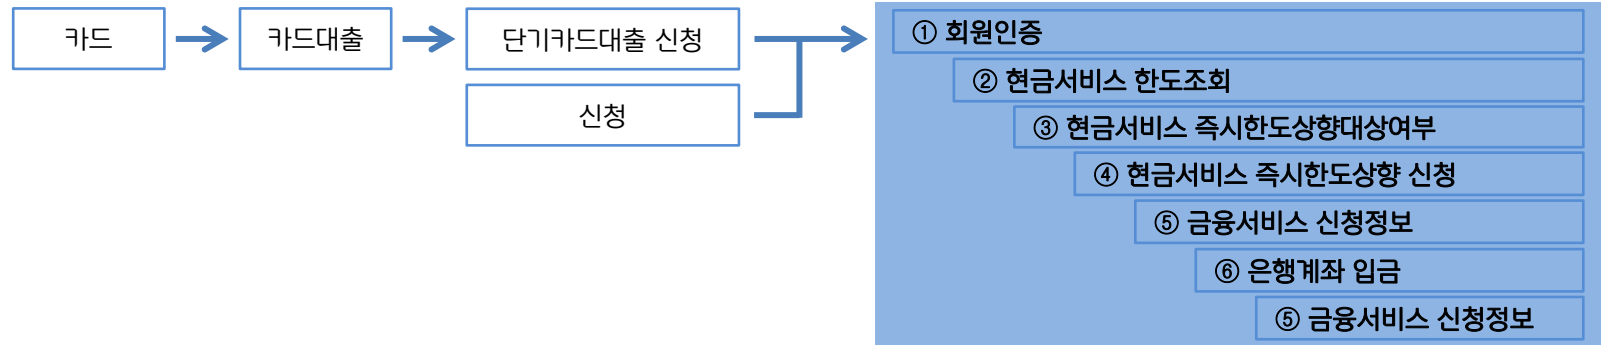 카드
카드대출
단기카드대출 신청
신청
① 회원인증
② 현금서비스 한도조회
③ 현금서비스 즉시한도상향대상여부
④ 현금서비스 즉시한도상향 신청
⑤ 금융서비스 신청정보
⑥ 은행계좌 입금
⑤ 금융서비스 신청정보